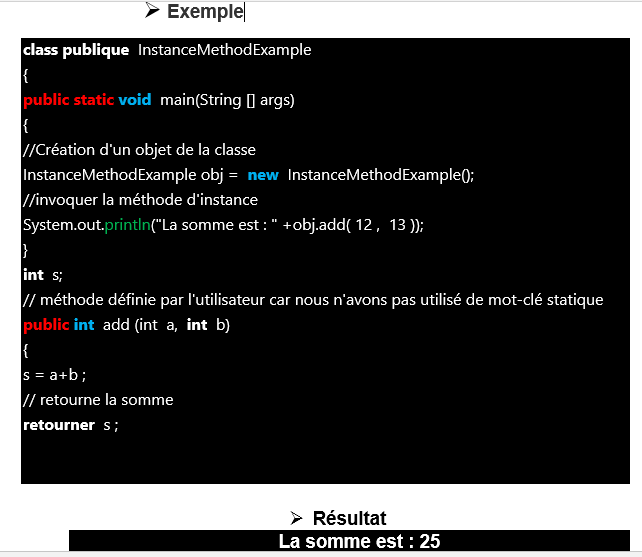 ➢ Exemple
class publique InstanceMethodExample
{
public static void main(String [] args)
{
//Création d'un objet de la classe
InstanceMethodExample obj = new InstanceMethodExample();
//invoquer la méthode d'instance
System.out.println("La somme est : " +obj.add( 12 , 13 ));
}
int s;
// méthode définie par l'utilisateur car nous n'avons pas utilisé de mot-clé statique
public int add (int a, int b)
{
s = a+b ;
// retourne la somme
retourner s ;
➢ Résultat
La somme est : 25